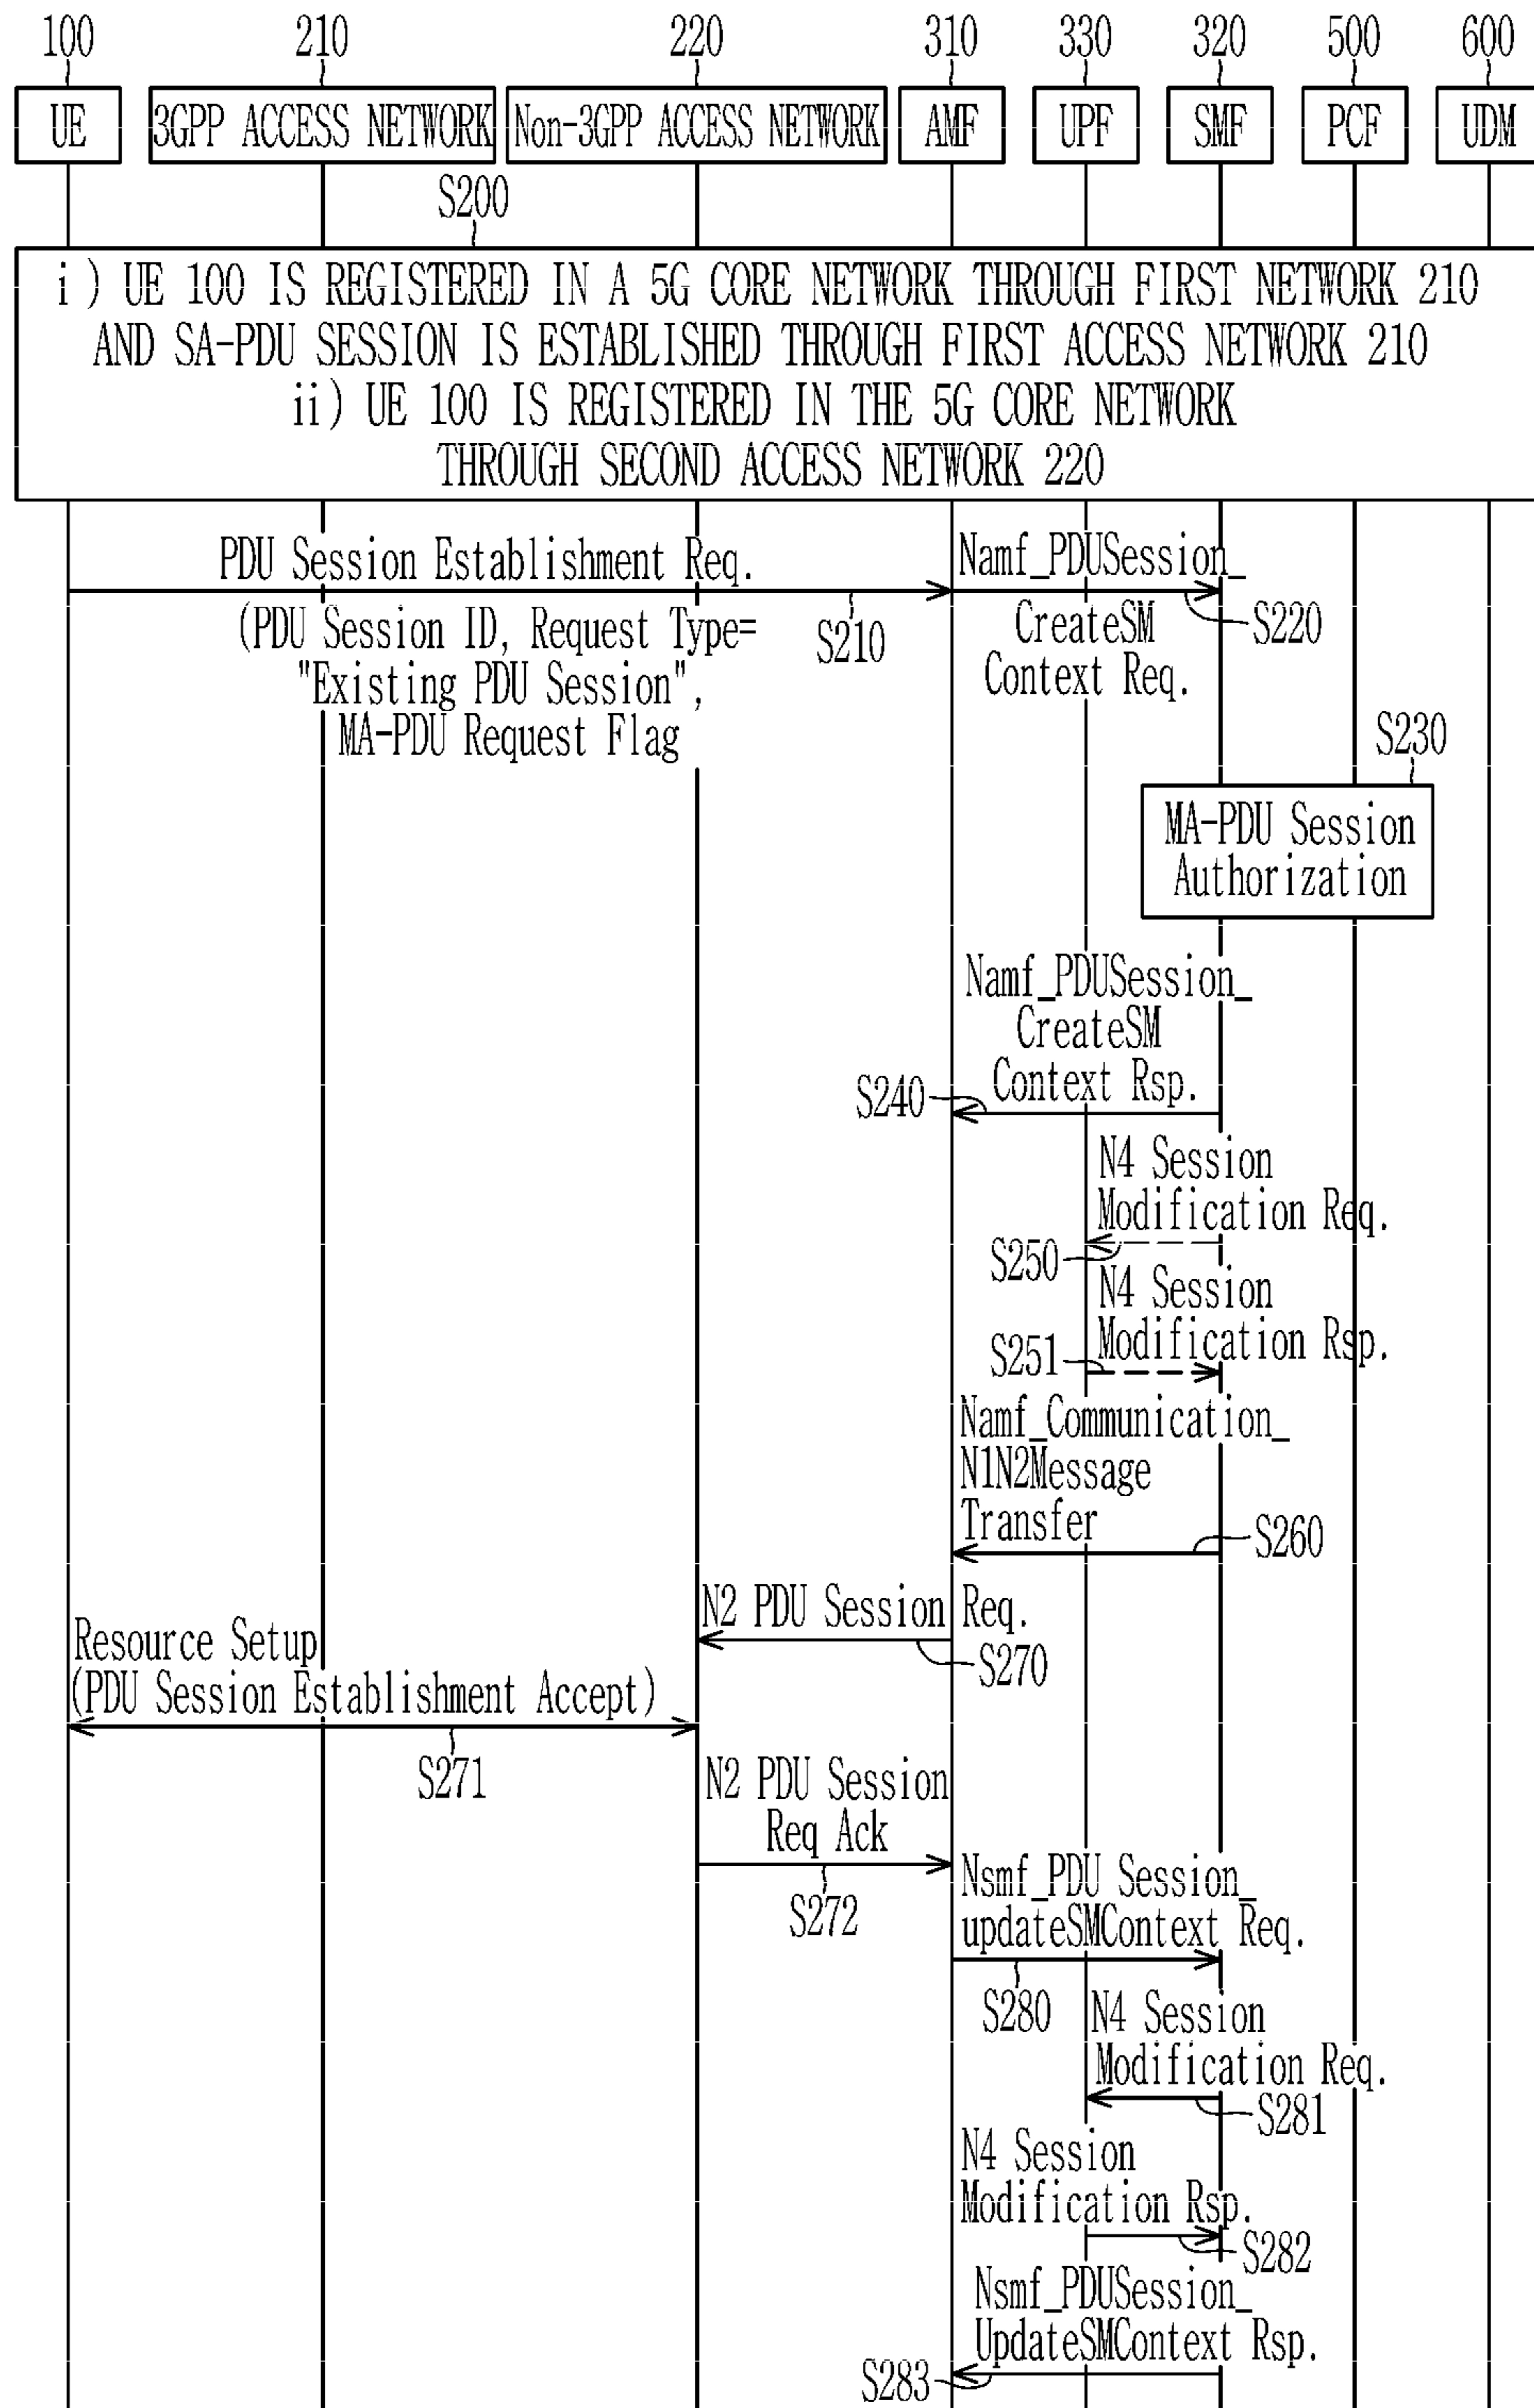 100 210 220 310 330 320 500 600
UE 3GPP ACCESS NETWORK Non-3GPP ACCESS NETWORK AMF UPF SMF PCF UDM
S200
i ) UE 100 IS REGISTERED IN A 5G CORE NETWORK THROUGH FIRST NETWORK 210
AND SA-PDU SESSION IS ESTABLISHED THROUGH FIRST ACCESS NETWORK 210
ii) UE 100 IS REGISTERED IN THE 5G CORE NETWORK
THROUGH SECOND ACCESS NETWORK 220
PDU Session Establishment Req.
(PDU Session ID, Request Type=
"Existing PDU Session",
MA-PDU Request Flag
S210
Namf_PDUSession_
CreateSM
Context Req.
S220
S230
MA-PDU Session
Authorization
Namf_PDUSession_
CreateSM
Context Rsp.
S240
N4 Session
Modification Req.
S250
N4 Session
Modification Rsp.
S251
Namf_Communication_
N1N2Message
Transfer
S260
N2 PDU Session Req.
S270
Resource Setup
(PDU Session Establishment Accept)
S271
N2 PDU Session
Req Ack
S272
Nsmf_PDU Session_
updateSMContext Req.
S280
N4 Session
Modification Req.
S281
N4 Session
Modification Rsp.
S282
Nsmf_PDUSession_
UpdateSMContext Rsp.
S283